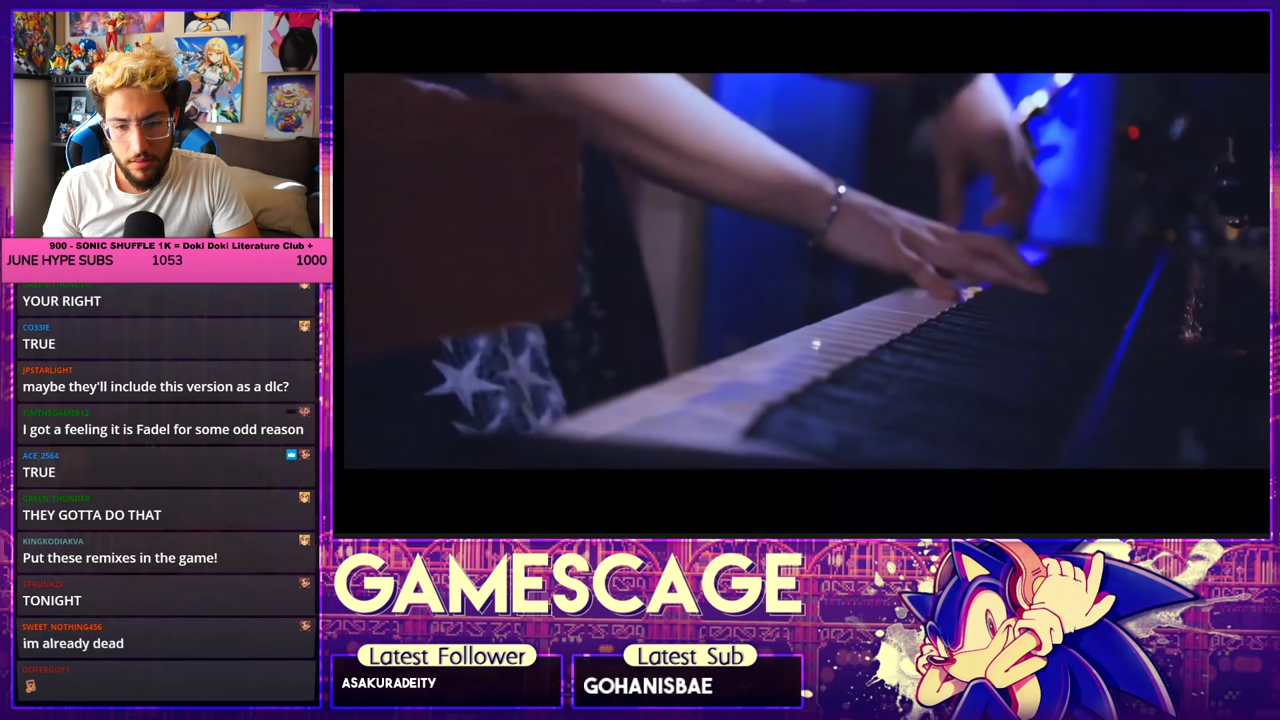 900 - SONIC SHUFFLE 1K = Doki Doki Literature Club +
JUNE HYPE SUBS 1053 1000
GREEN_THUNDER
YOUR RIGHT
CO33IE
TRUE
JPSTARLIGHT
maybe they'll include this version as a dlc?
TIMTHEGAMER12
I got a feeling it is Fadel for some odd reason
ACE_2564
TRUE
GREEN_THUNDER
THEY GOTTA DO THAT
KINGKODIAKVA
Put these remixes in the game!
TONIGHT
SWEET_NOTHING456
im already dead
GAMESCAGE
Latest Follower
ASAKURADEITY
Latest Sub
GOHANISBAE